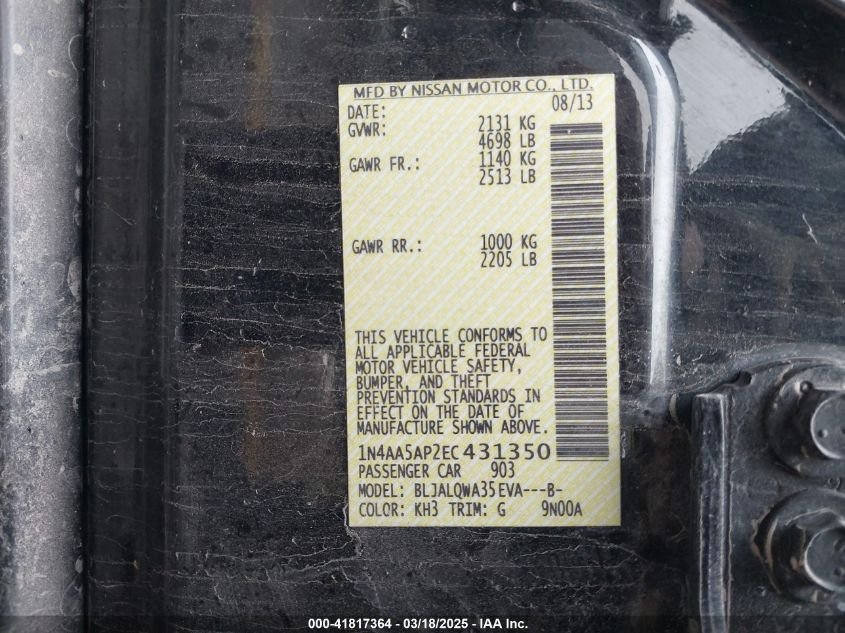 MFD BY NISSAN MOTOR CO., LTD.
DATE: 08/13
GVWR: 2131 KG
4698 LB
GAWR FR.: 1140 KG
2513 LB
GAWR RR.: 1000 KG
2205 LB
THIS VEHICLE CONFORMS TO
ALL APPLICABLE FEDERAL
MOTOR VEHICLE SAFETY,
BUMPER, AND THEFT
PREVENTION STANDARDS IN
EFFECT ON THE DATE OF
MANUFACTURE SHOWN ABOVE.
1N4AA5AP2EC431350
PASSENGER CAR 903
MODEL: BLJALQWA35EVA---B-
COLOR: KH3 TRIM: G 9N00A
000-41817364 — 03/18/2025 — IAA Inc.